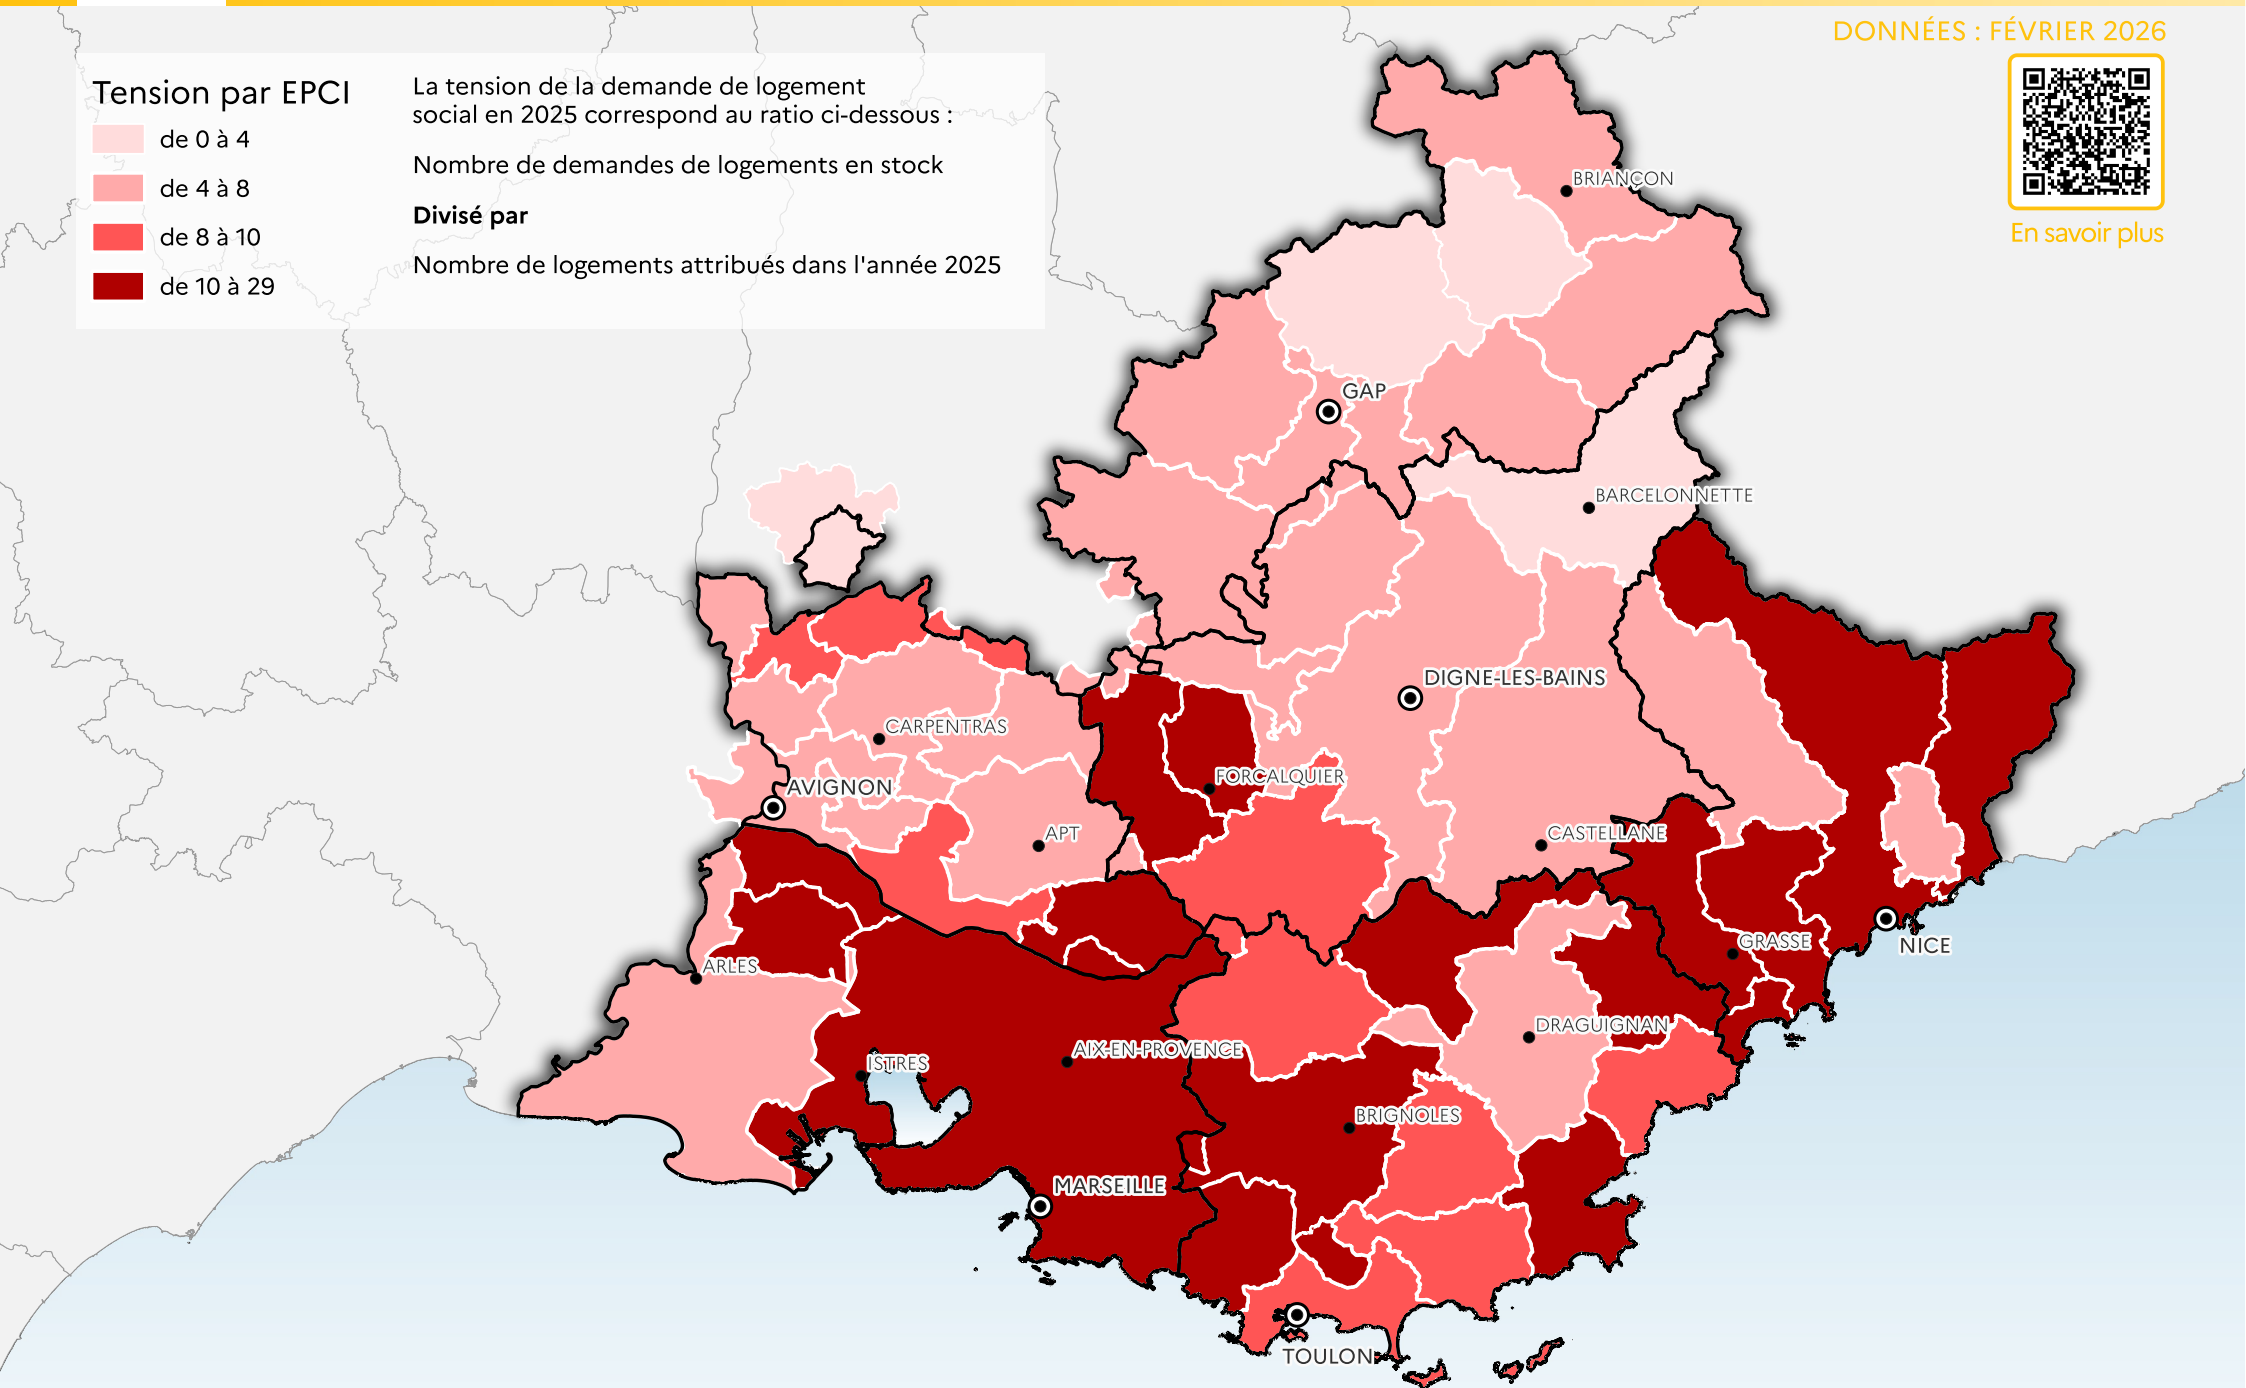 DONNÉES : FÉVRIER 2026
En savoir plus
Tension par EPCI
de 0 à 4
de 4 à 8
de 8 à 10
de 10 à 29
La tension de la demande de logement
social en 2025 correspond au ratio ci-dessous :
Nombre de demandes de logements en stock
Divisé par
Nombre de logements attribués dans l'année 2025
BRIANÇON
GAP
BARCELONNETTE
DIGNE-LES-BAINS
CARPENTRAS
FORCALQUIER
AVIGNON
APT
CASTELLANE
GRASSE
NICE
ARLES
DRAGUIGNAN
AIX-EN-PROVENCE
ISTRES
BRIGNOLES
MARSEILLE
TOULON